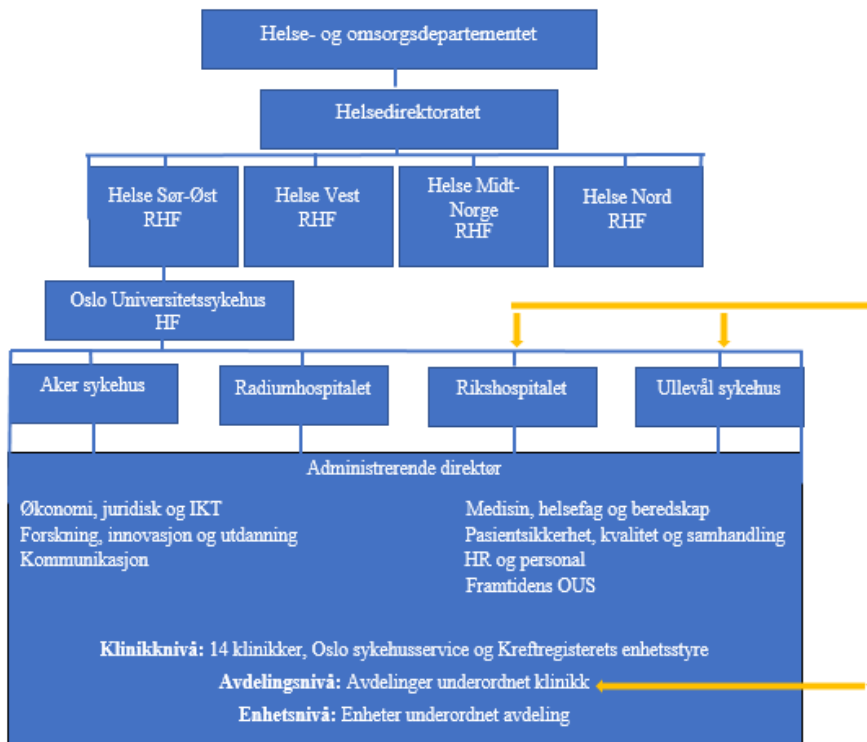 Helse- og omsorgsdepartementet
Helsedirektoratet
Helse Sør-Øst
RHF
Helse Vest
RHF
Helse Midt-
Norge
RHF
Helse Nord
RHF
Oslo Universitetssykehus
HF
Aker sykehus
Radiumhospitalet
Rikshospitalet
Ullevål sykehus
Administrerende direktør
Økonomi, juridisk og IKT
Forskning, innovasjon og utdanning
Kommunikasjon
Medisin, helsefag og beredskap
Pasientsikkerhet, kvalitet og samhandling
HR og personal
Framtidens OUS
Klinikknivå: 14 klinikker, Oslo sykehusservice og Kreftregisterets enhetsstyre
Avdelingsnivå: Avdelinger underordnet klinikk
Enhetsnivå: Enheter underordnet avdeling